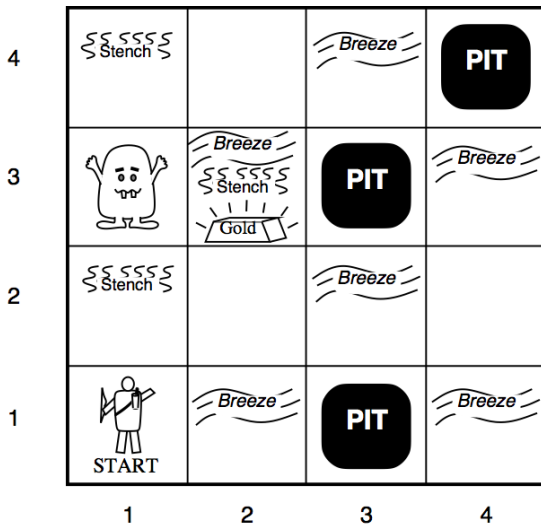 4
Stench
Breeze
PIT
3
Breeze
Stench
Gold
PIT
Breeze
2
Stench
Breeze
1
START
Breeze
PIT
Breeze
1 2 3 4